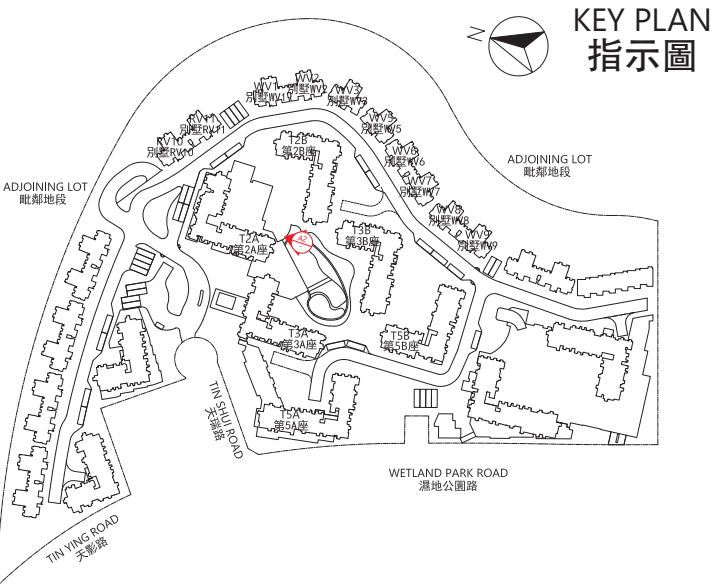 KEY PLAN
指示圖
N
WV2
別墅WV2
WV1
別墅WV1
WV3
別墅WV3
RV11
別墅RV11
WV5
別墅WV5
RV10
別墅RV10
T2B
第2B座
WV6
別墅WV6
ADJOINING LOT
毗鄰地段
ADJOINING LOT
毗鄰地段
WV7
別墅WV7
WV8
別墅WV8
T3B
第3B座
WV9
別墅WV9
T2A
第2A座
A2
T3A
第3A座
T5B
第5B座
TIN SHUI ROAD
天瑞路
T5A
第5A座
WETLAND PARK ROAD
濕地公園路
TIN YING ROAD
天影路